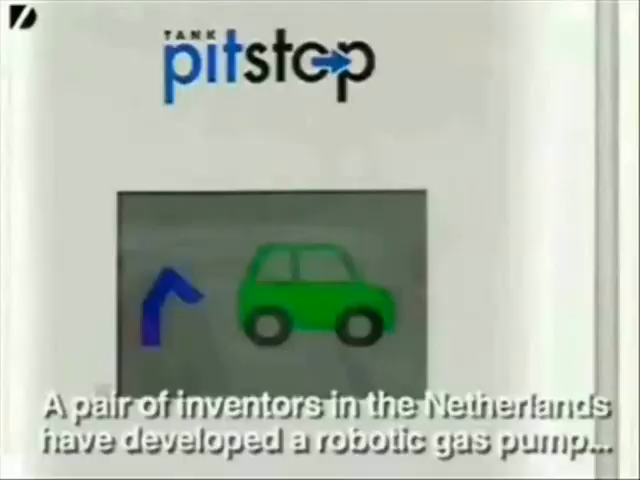 TANK
pitstop
A pair of inventors in the Netherlands
have developed a robotic gas pump...